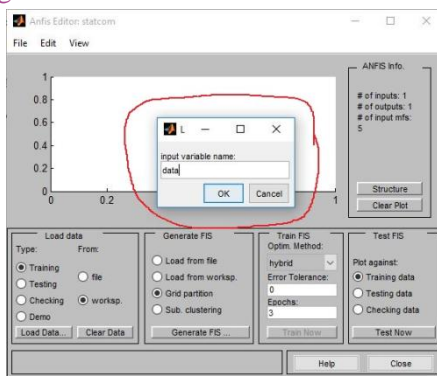 Anfis Editor: statcom
File Edit View
ANFIS Info.
# of inputs: 1
# of outputs: 1
# of input mfs:
5
Structure
Clear Plot
1
0.8
0.6
0.4
0.2
0
0 0.2 1
L
input variable name:
data
OK Cancel
Load data
Type: From:
Training
Testing
Checking
Demo
file
worksp.
Load Data... Clear Data
Generate FIS
Load from file
Load from worksp.
Grid partition
Sub. clustering
Generate FIS ...
Train FIS
Optim. Method:
hybrid
Error Tolerance:
0
Epochs:
3
Train Now
Test FIS
Plot against:
Training data
Testing data
Checking data
Test Now
Help Close